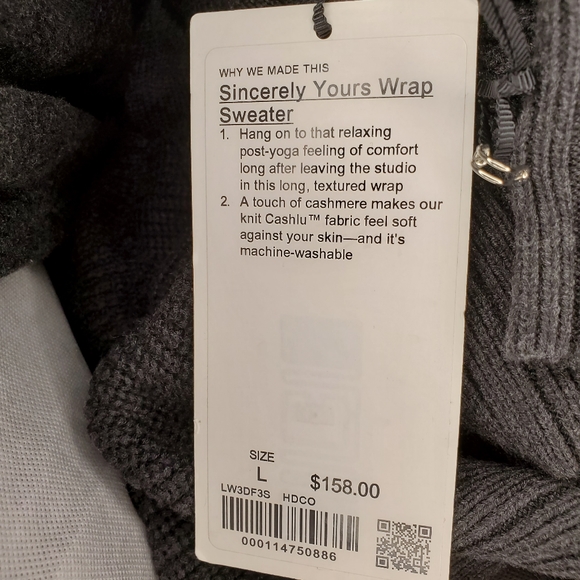 WHY WE MADE THIS
Sincerely Yours Wrap
Sweater
1. Hang on to that relaxing
post-yoga feeling of comfort
long after leaving the studio
in this long, textured wrap
2. A touch of cashmere makes our
knit Cashlu™ fabric feel soft
against your skin—and it's
machine-washable
SIZE
L $158.00
LW3DF3S HDCO
000114750886